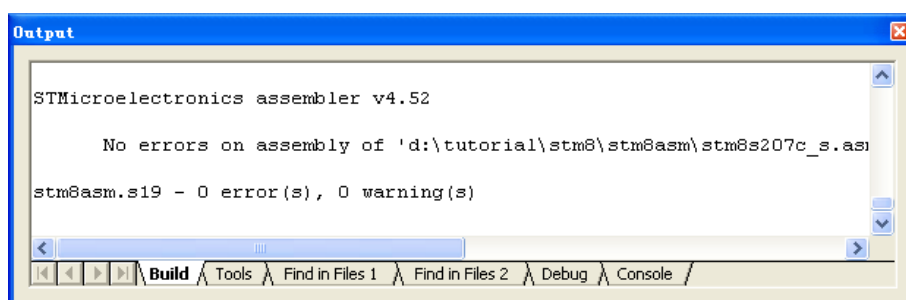 Output
STMicroelectronics assembler v4.52
No errors on assembly of 'd:\tutorial\stm8\stm8asm\stm8s207c_s.asm
stm8asm.s19 - 0 error(s), 0 warning(s)
Build Tools Find in Files 1 Find in Files 2 Debug Console